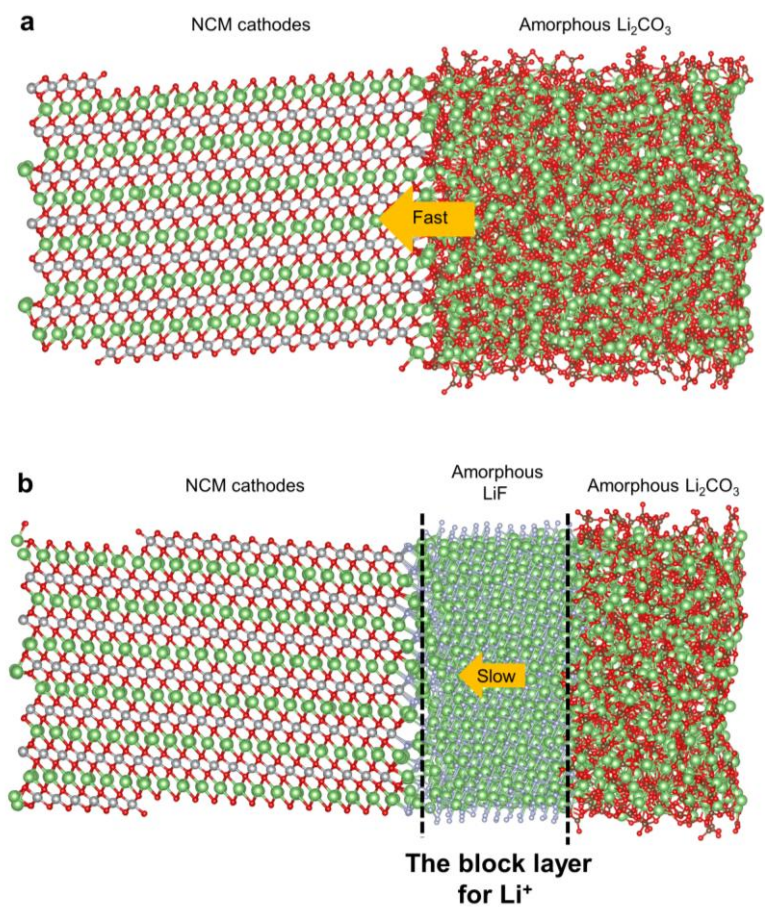 a
NCM cathodes
Amorphous Li₂CO₃
Fast
b
NCM cathodes
Amorphous
LiF
Amorphous Li₂CO₃
Slow
The block layer
for Li⁺